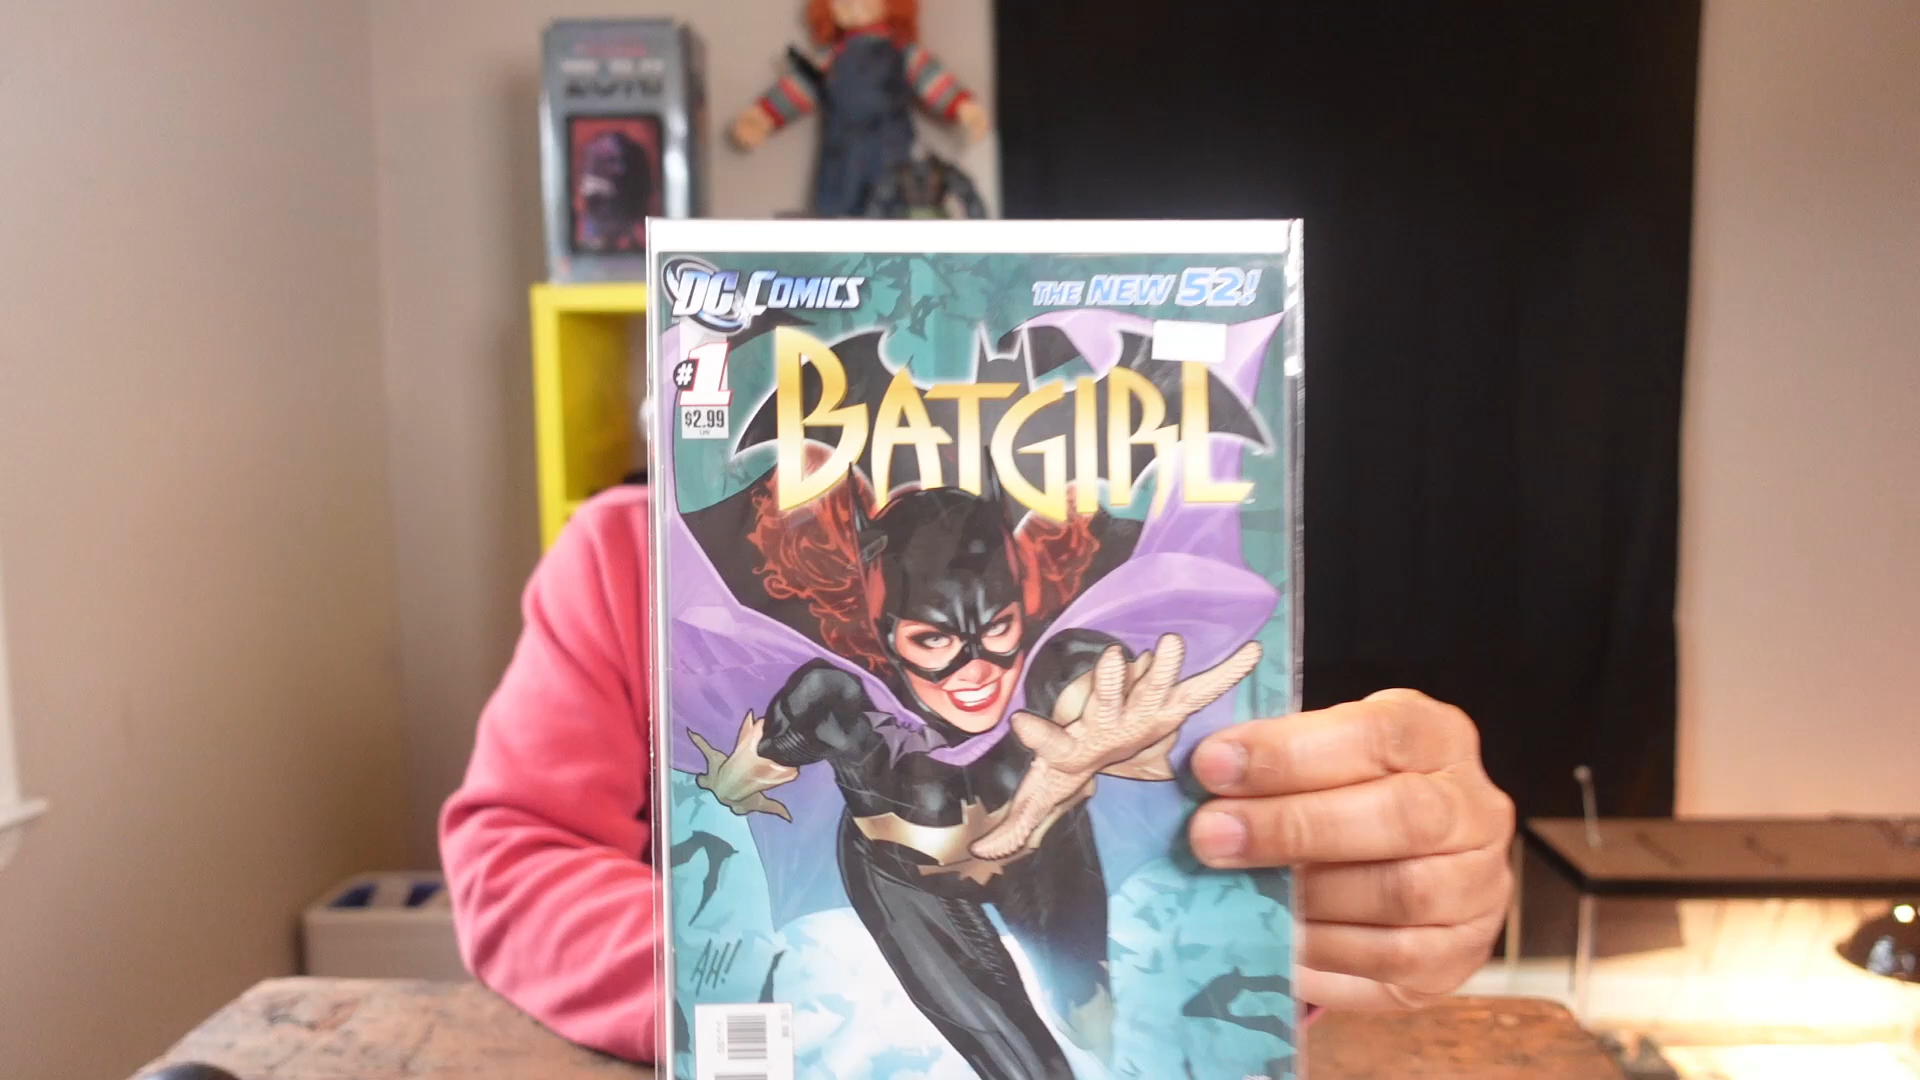 DC COMICS
THE NEW 52!
#1
$2.99
BATGIRL
AH!